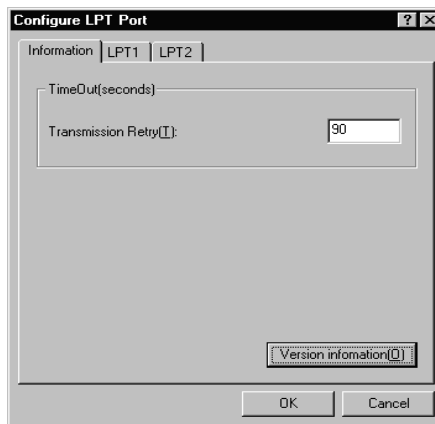 Configure LPT Port
Information LPT1 LPT2
TimeOut(seconds)
Transmission Retry(T): 90
Version infomation(O)
OK Cancel